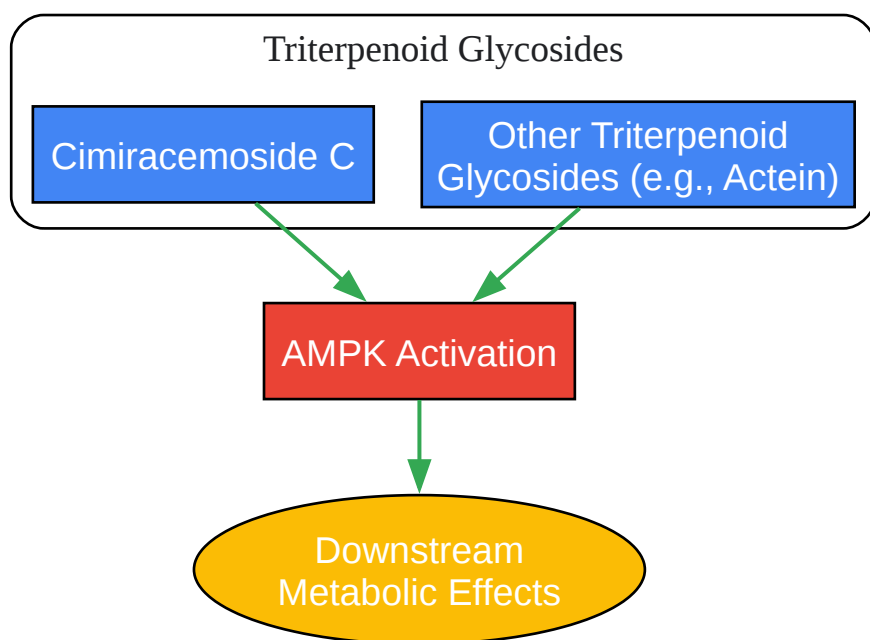 Triterpenoid Glycosides
Cimiracemoside C
Other Triterpenoid
Glycosides (e.g., Actein)
AMPK Activation
Downstream
Metabolic Effects